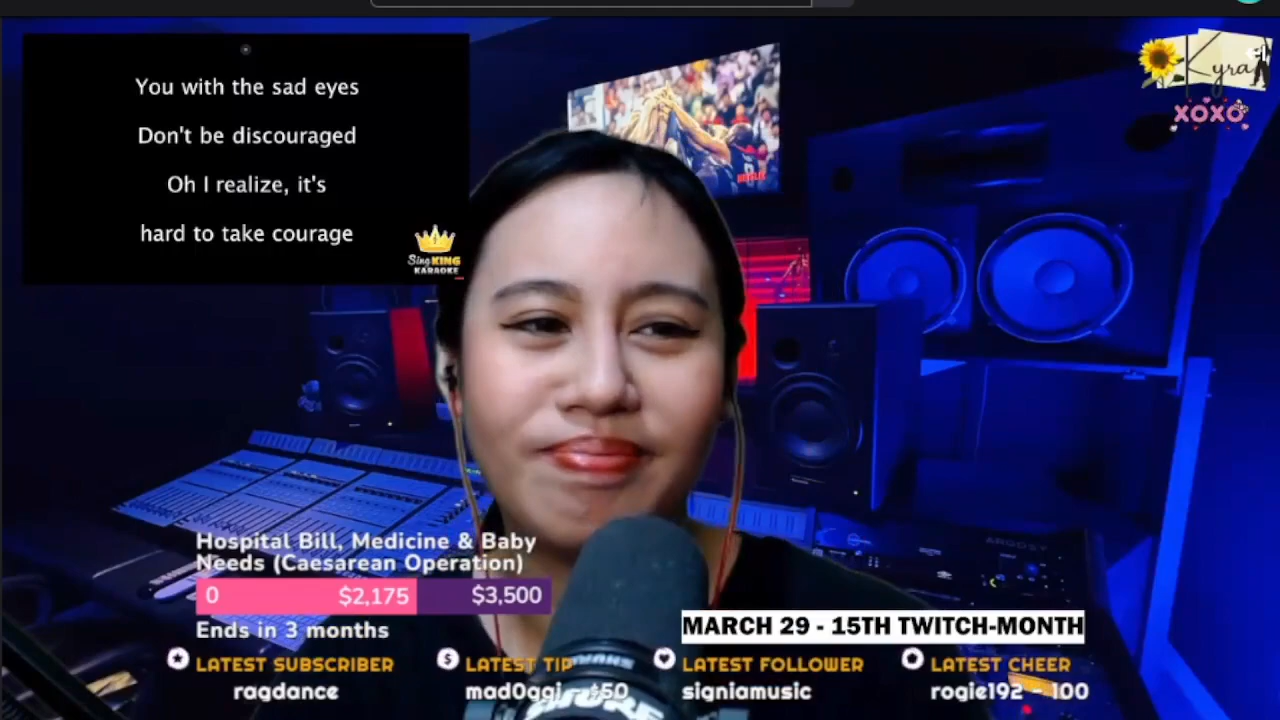 You with the sad eyes
Don't be discouraged
Oh I realize, it's
hard to take courage
Sing KING
KARAOKE
Kyra
XOXO
Hospital Bill, Medicine & Baby
Needs (Caesarean Operation)
0 $2,175 $3,500
Ends in 3 months
MARCH 29 - 15TH TWITCH-MONTH
LATEST SUBSCRIBER LATEST TIP LATEST FOLLOWER LATEST CHEER
ragdance mad0ggi - $50 signiamusic rogie192 - 100